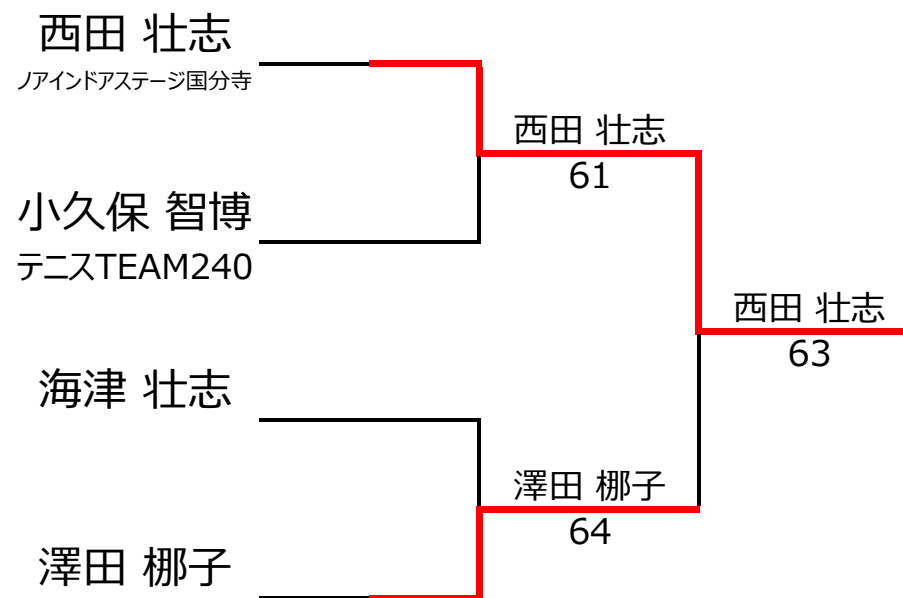 西田 壮志
ノアインドアステージ国分寺
西田 壮志
61
小久保 智博
テニスTEAM240
西田 壮志
63
海津 壮志
澤田 梛子
64
澤田 梛子